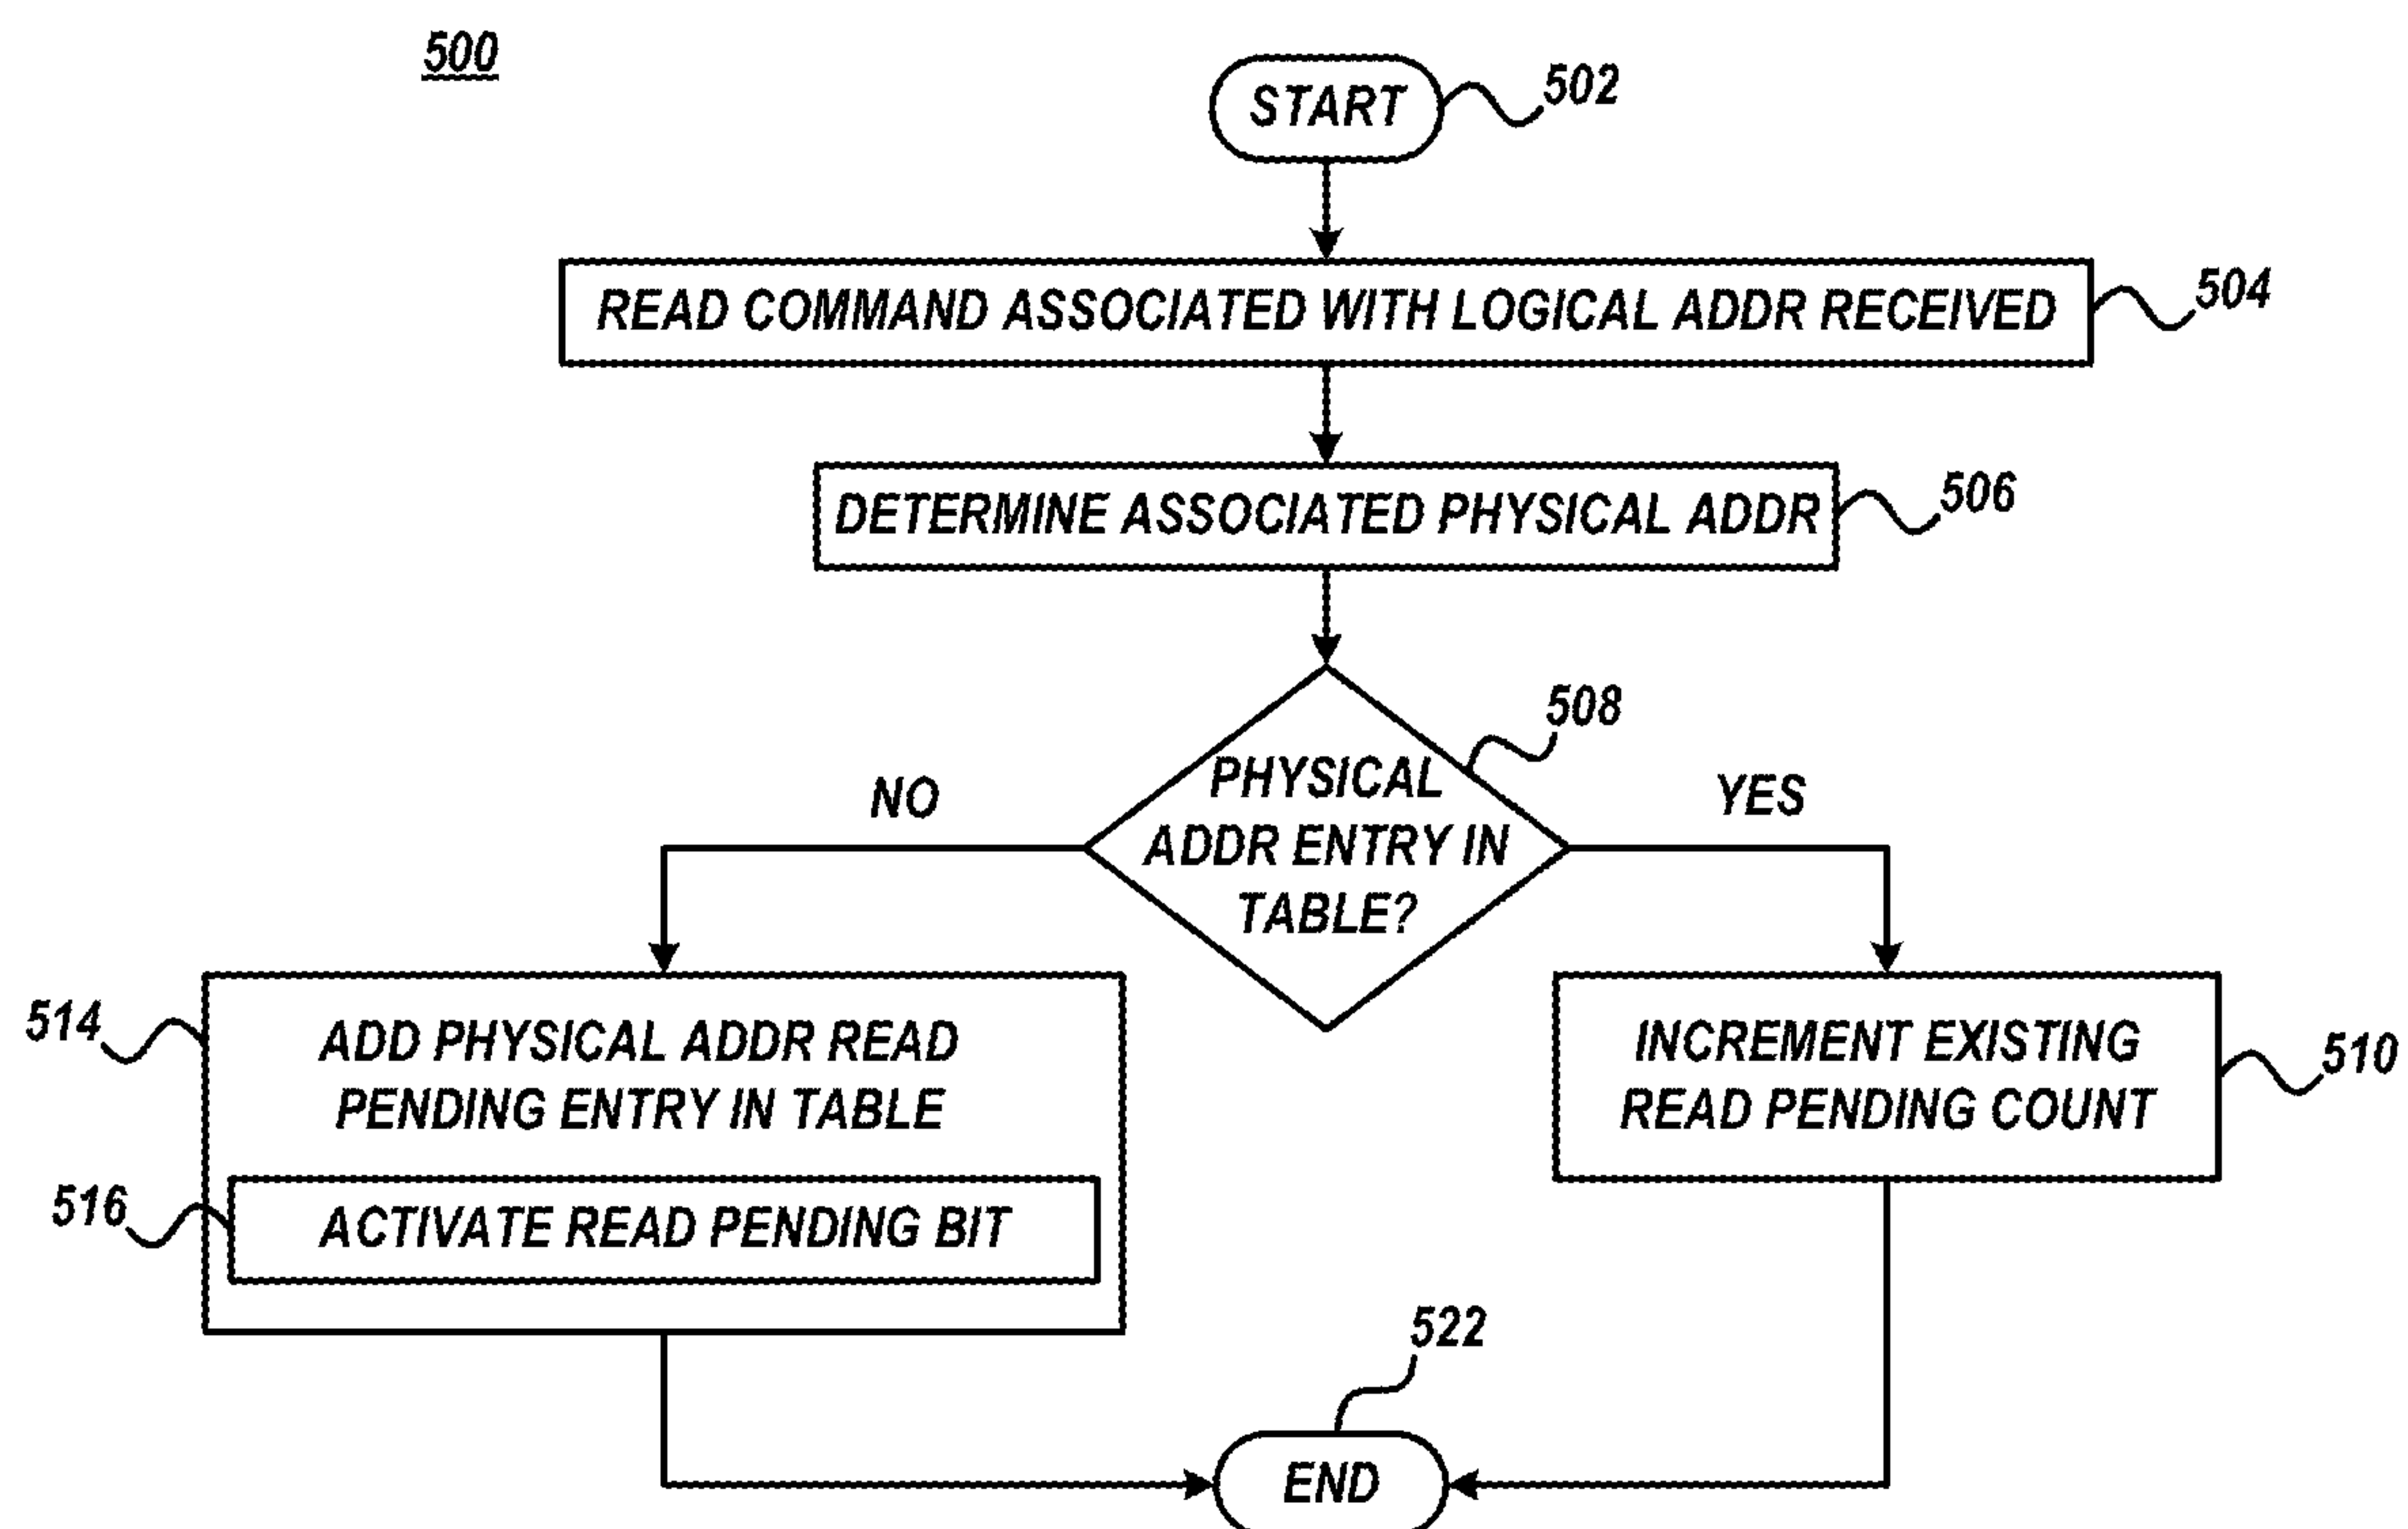 500
START
502
READ COMMAND ASSOCIATED WITH LOGICAL ADDR RECEIVED
504
DETERMINE ASSOCIATED PHYSICAL ADDR
506
508
PHYSICAL
ADDR ENTRY IN
TABLE?
NO
YES
514
ADD PHYSICAL ADDR READ
PENDING ENTRY IN TABLE
516
ACTIVATE READ PENDING BIT
INCREMENT EXISTING
READ PENDING COUNT
510
522
END